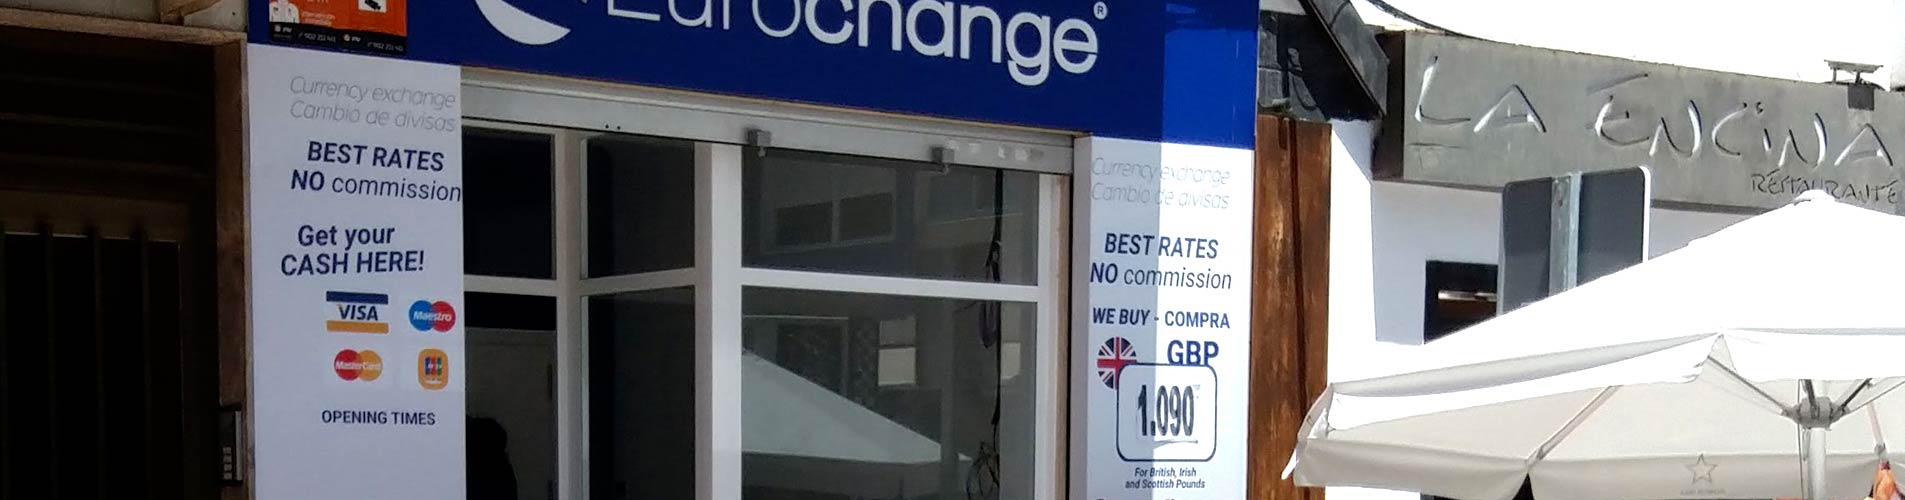 Eurochange®
Currency exchange
Cambio de divisas
BEST RATES
NO commission
Get your
CASH HERE!
VISA
Maestro
MasterCard
JCB
OPENING TIMES
Currency exchange
Cambio de divisas
BEST RATES
NO commission
WE BUY - COMPRA
GBP
1.090
For British, Irish
and Scottish Pounds
LA ENCINA
RESTAURANTE